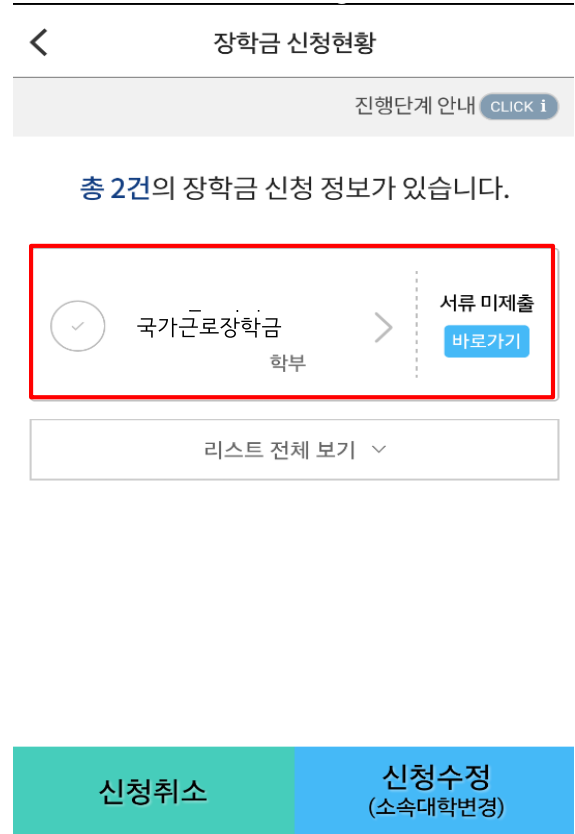 장학금 신청현황
진행단계 안내 CLICK i
총 2건의 장학금 신청 정보가 있습니다.
국가근로장학금
학부
서류 미제출
바로가기
리스트 전체 보기
신청취소
신청수정
(소속대학변경)